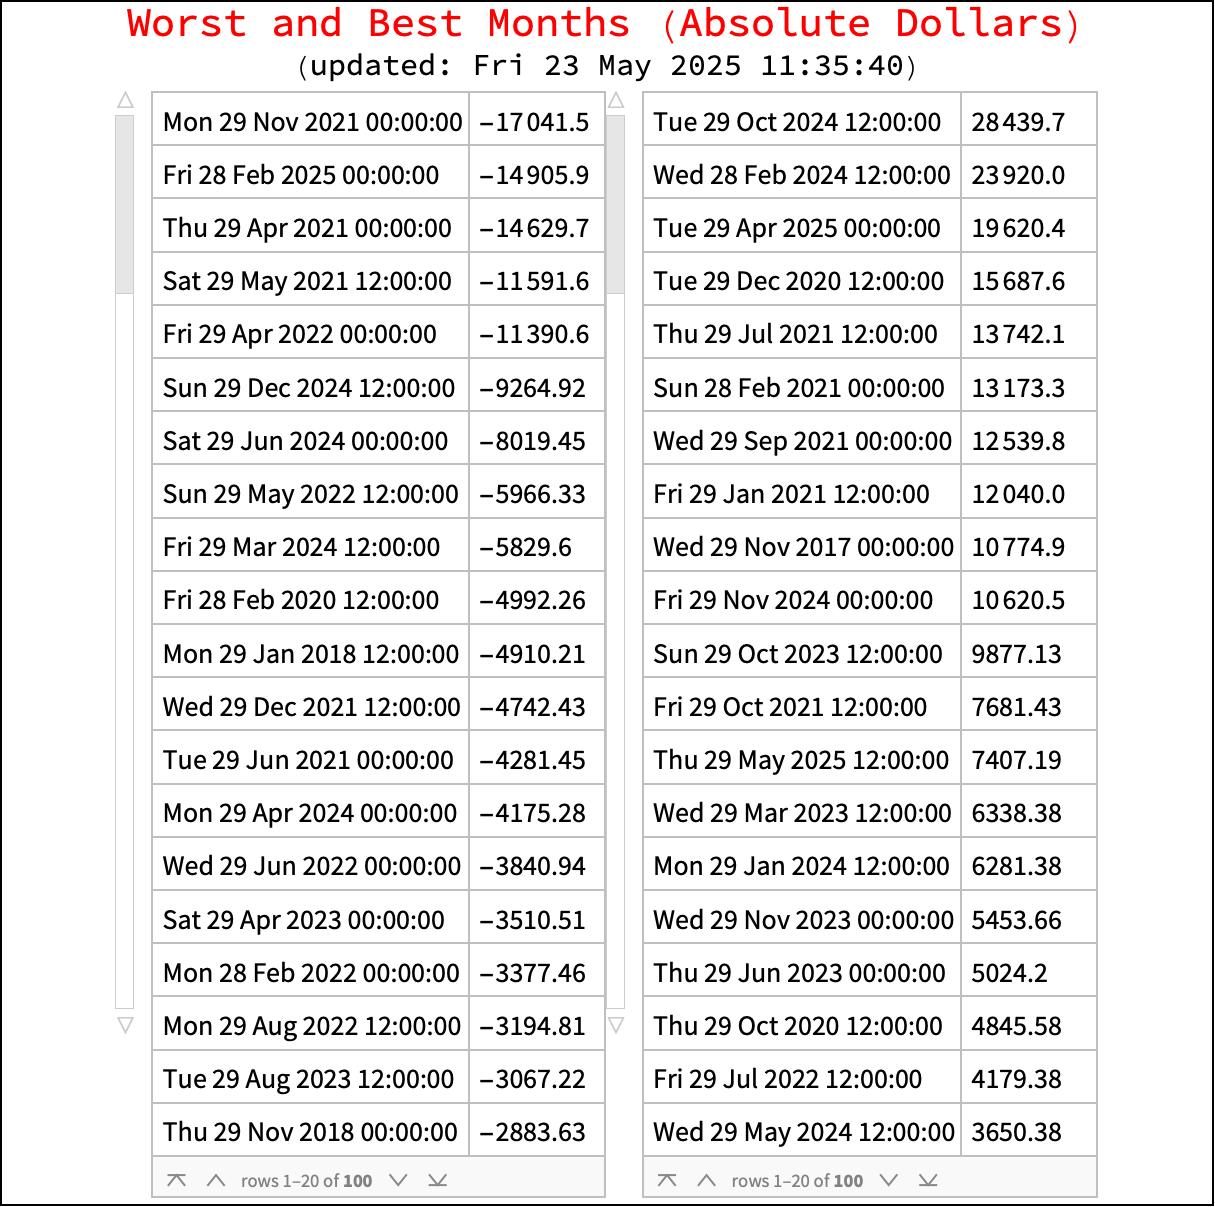 Worst and Best Months (Absolute Dollars)
(updated: Fri 23 May 2025 11:35:40)
Mon 29 Nov 2021 00:00:00 −17041.5
Fri 28 Feb 2025 00:00:00 −14905.9
Thu 29 Apr 2021 00:00:00 −14629.7
Sat 29 May 2021 12:00:00 −11591.6
Fri 29 Apr 2022 00:00:00 −11390.6
Sun 29 Dec 2024 12:00:00 −9264.92
Sat 29 Jun 2024 00:00:00 −8019.45
Sun 29 May 2022 12:00:00 −5966.33
Fri 29 Mar 2024 12:00:00 −5829.6
Fri 28 Feb 2020 12:00:00 −4992.26
Mon 29 Jan 2018 12:00:00 −4910.21
Wed 29 Dec 2021 12:00:00 −4742.43
Tue 29 Jun 2021 00:00:00 −4281.45
Mon 29 Apr 2024 00:00:00 −4175.28
Wed 29 Jun 2022 00:00:00 −3840.94
Sat 29 Apr 2023 00:00:00 −3510.51
Mon 28 Feb 2022 00:00:00 −3377.46
Mon 29 Aug 2022 12:00:00 −3194.81
Tue 29 Aug 2023 12:00:00 −3067.22
Thu 29 Nov 2018 00:00:00 −2883.63
rows 1–20 of 100
Tue 29 Oct 2024 12:00:00 28439.7
Wed 28 Feb 2024 12:00:00 23920.0
Tue 29 Apr 2025 00:00:00 19620.4
Tue 29 Dec 2020 12:00:00 15687.6
Thu 29 Jul 2021 12:00:00 13742.1
Sun 28 Feb 2021 00:00:00 13173.3
Wed 29 Sep 2021 00:00:00 12539.8
Fri 29 Jan 2021 12:00:00 12040.0
Wed 29 Nov 2017 00:00:00 10774.9
Fri 29 Nov 2024 00:00:00 10620.5
Sun 29 Oct 2023 12:00:00 9877.13
Fri 29 Oct 2021 12:00:00 7681.43
Thu 29 May 2025 12:00:00 7407.19
Wed 29 Mar 2023 12:00:00 6338.38
Mon 29 Jan 2024 12:00:00 6281.38
Wed 29 Nov 2023 00:00:00 5453.66
Thu 29 Jun 2023 00:00:00 5024.2
Thu 29 Oct 2020 12:00:00 4845.58
Fri 29 Jul 2022 12:00:00 4179.38
Wed 29 May 2024 12:00:00 3650.38
rows 1–20 of 100